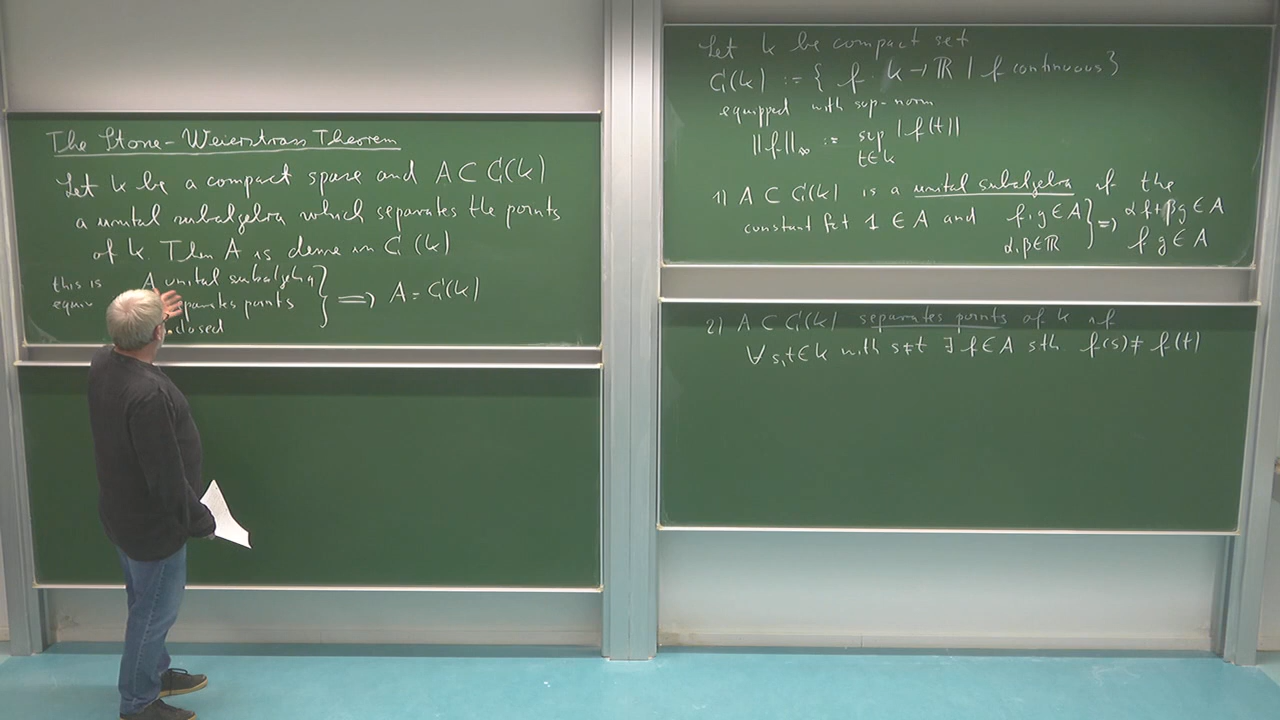 The Stone-Weierstrass Theorem
Let K be a compact space and A ⊂ C(K)
a unital subalgebra which separates the points
of K. Then A is dense in C(K)
this is A unital subalgebra
separates points } ⟹ A = C(K)
closed
Let K be compact set
C(K) := { f: K → ℝ | f continuous }
equipped with sup-norm
||f||∞ := sup |f(t)|
t∈K
1) A ⊂ C(K) is a unital subalgebra if the
constant fct 1 ∈ A and f, g ∈ A } ⟹ αf+βg ∈ A
α, β ∈ ℝ f g ∈ A
2) A ⊂ C(K) separates points of K if
∀ s,t ∈ K with s≠t ∃ f ∈ A sth. f(s) ≠ f(t)